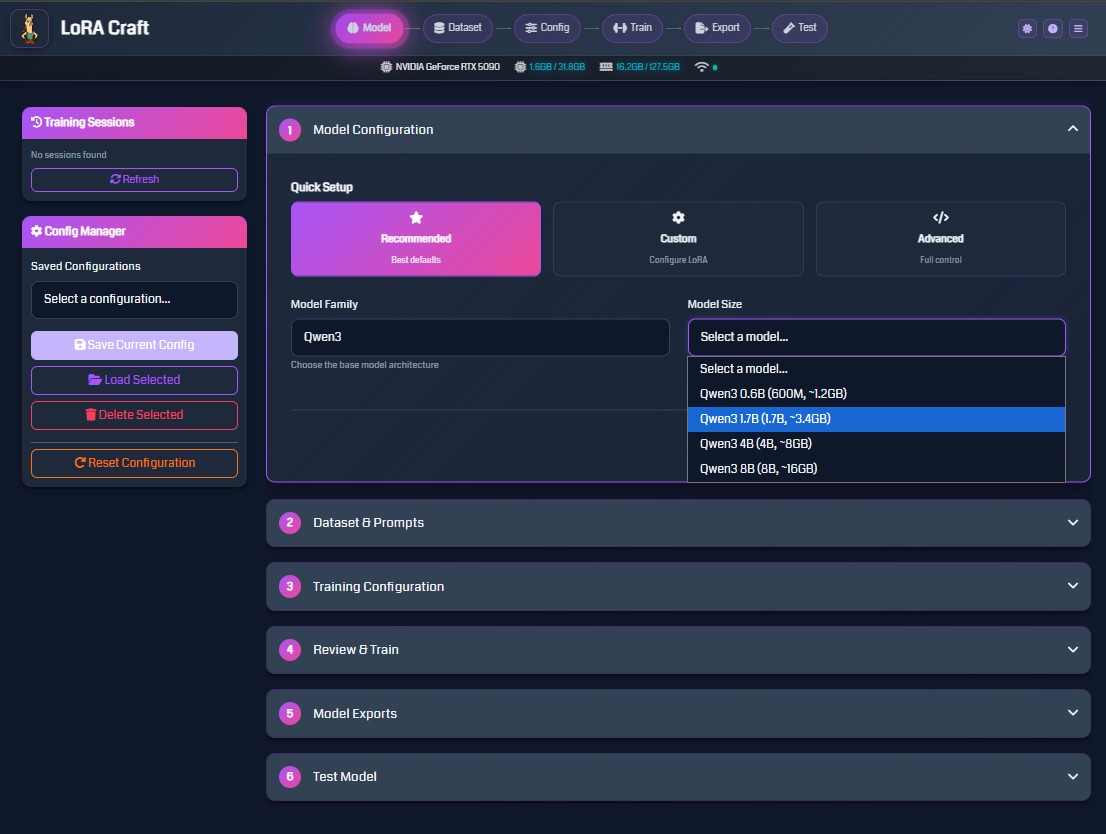 LoRA Craft
Model
Dataset
Config
Train
Export
Test
NVIDIA GeForce RTX 5090
1.6GB / 31.8GB
16.2GB / 127.5GB
Training Sessions
No sessions found
Refresh
Config Manager
Saved Configurations
Select a configuration...
Save Current Config
Load Selected
Delete Selected
Reset Configuration
1 Model Configuration
Quick Setup
Recommended
Best defaults
Custom
Configure LoRA
Advanced
Full control
Model Family
Qwen3
Choose the base model architecture
Model Size
Select a model...
Select a model...
Qwen3 0.6B (600M, ~1.2GB)
Qwen3 1.7B (1.7B, ~3.4GB)
Qwen3 4B (4B, ~8GB)
Qwen3 8B (8B, ~16GB)
2 Dataset & Prompts
3 Training Configuration
4 Review & Train
5 Model Exports
6 Test Model